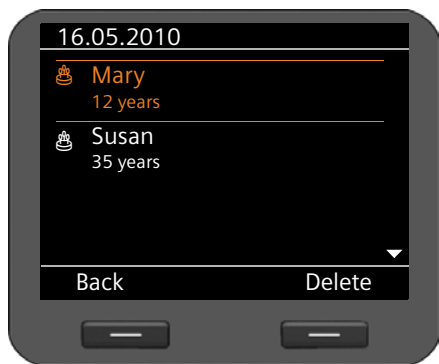 16.05.2010
Mary
12 years
Susan
35 years
Back Delete